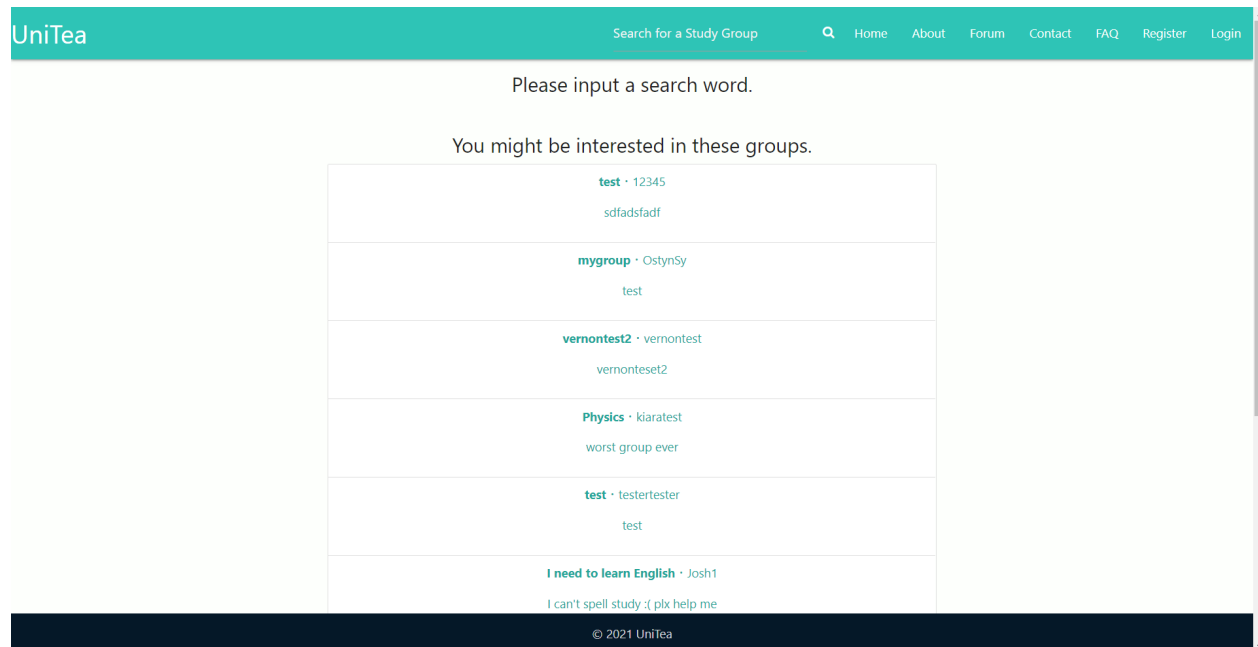 UniTea Search for a Study Group Home About Forum Contact FAQ Register Login
Please input a search word.
You might be interested in these groups.
test · 12345
sdfadsfadf
mygroup · OstynSy
test
vernontest2 · vernontest
vernonteset2
Physics · kiaratest
worst group ever
test · testertester
test
I need to learn English · Josh1
I can't spell study :( plx help me
© 2021 UniTea